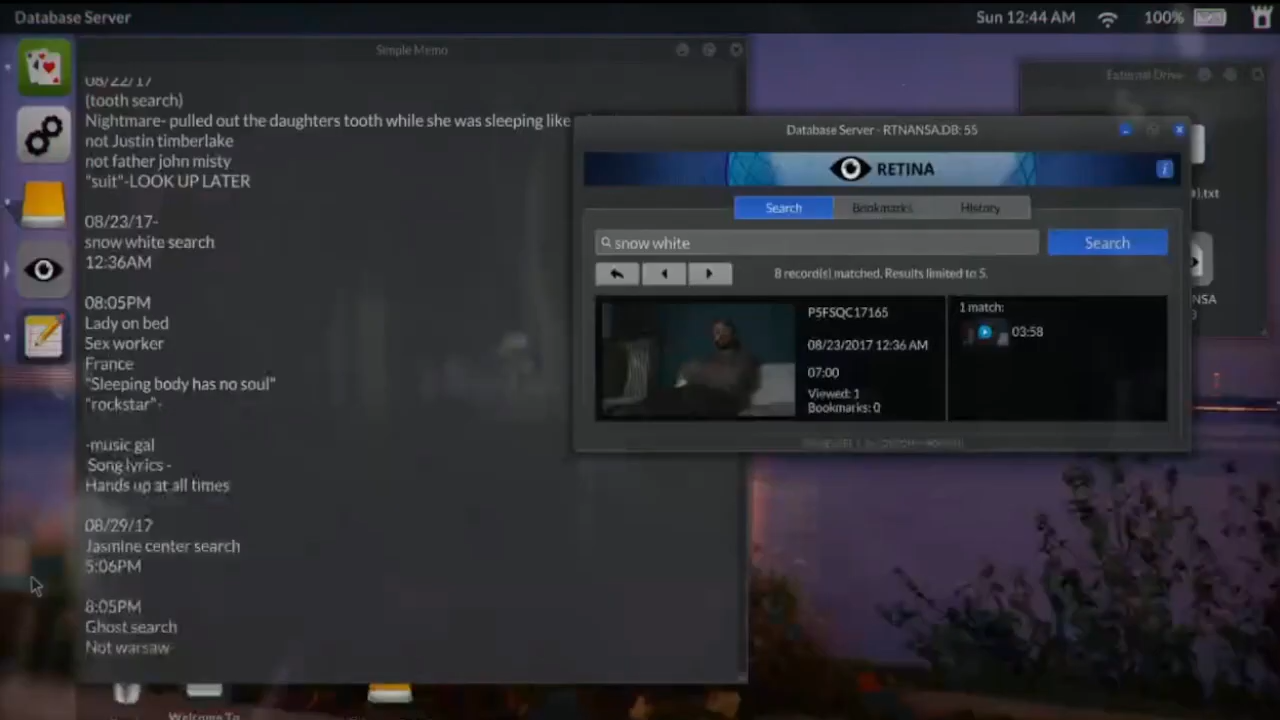 Database Server
Sun 12:44 AM
100%
Simple Memo
08/22/17
(tooth search)
Nightmare- pulled out the daughters tooth while she was sleeping like
not Justin timberlake
not father john misty
"suit"-LOOK UP LATER
08/23/17-
snow white search
12:36AM
08:05PM
Lady on bed
Sex worker
France
"Sleeping body has no soul"
"rockstar"-
-music gal
Song lyrics -
Hands up at all times
08/29/17
Jasmine center search
5:06PM
8:05PM
Ghost search
Not warsaw-
External Drive
.txt
NSA
Database Server - RTNANSA.DB: 55
RETINA
i
Search
Bookmarks
History
snow white
Search
8 record(s) matched. Results limited to 5.
P5FSQC17165
08/23/2017 12:36 AM
07:00
Viewed: 1
Bookmarks: 0
1 match:
03:58
Welcome To